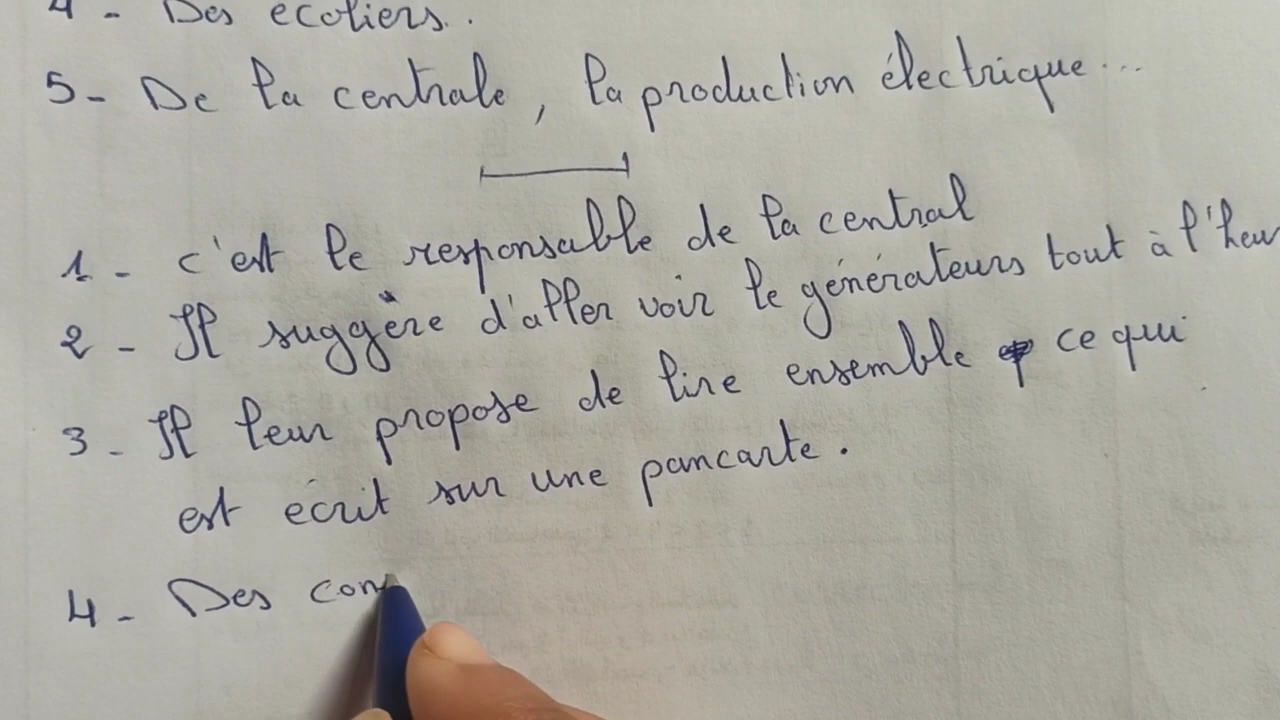 4 - Des écoliers..
5 - De la centrale, la production électrique...
1 - c'est le responsable de la central
2 - Il suggère d'aller voir le générateurs tout à l'heu
3 - Il leur propose de lire ensemble ce qui
est écrit sur une pancarte.
4 - Des con